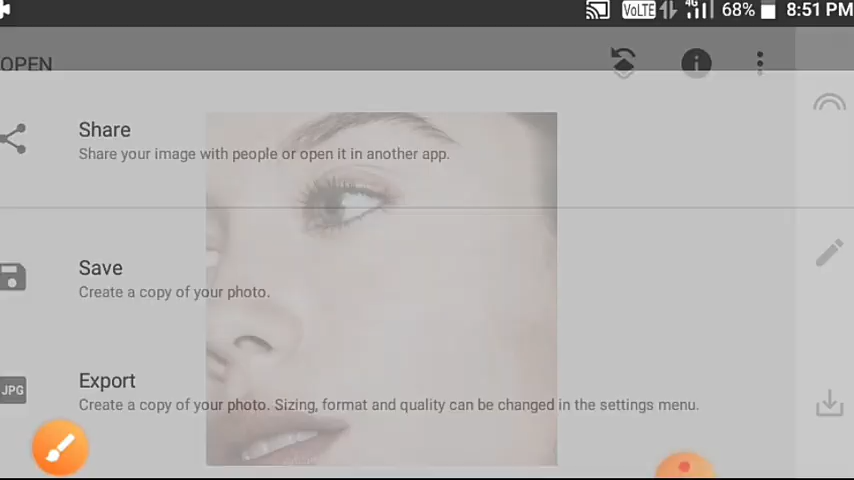 VoLTE 4G 68% 8:51 PM
OPEN
Share
Share your image with people or open it in another app.
Save
Create a copy of your photo.
JPG
Export
Create a copy of your photo. Sizing, format and quality can be changed in the settings menu.